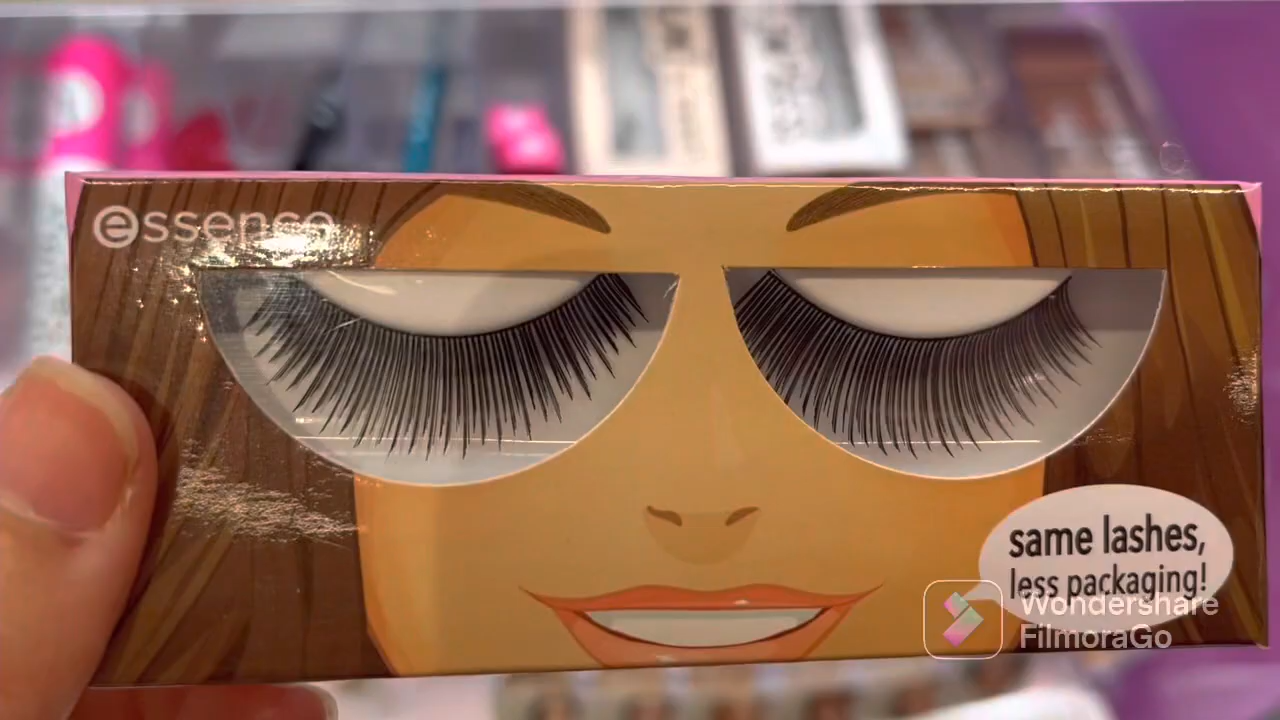 essence
same lashes,
less packaging!
Wondershare
FilmoraGo